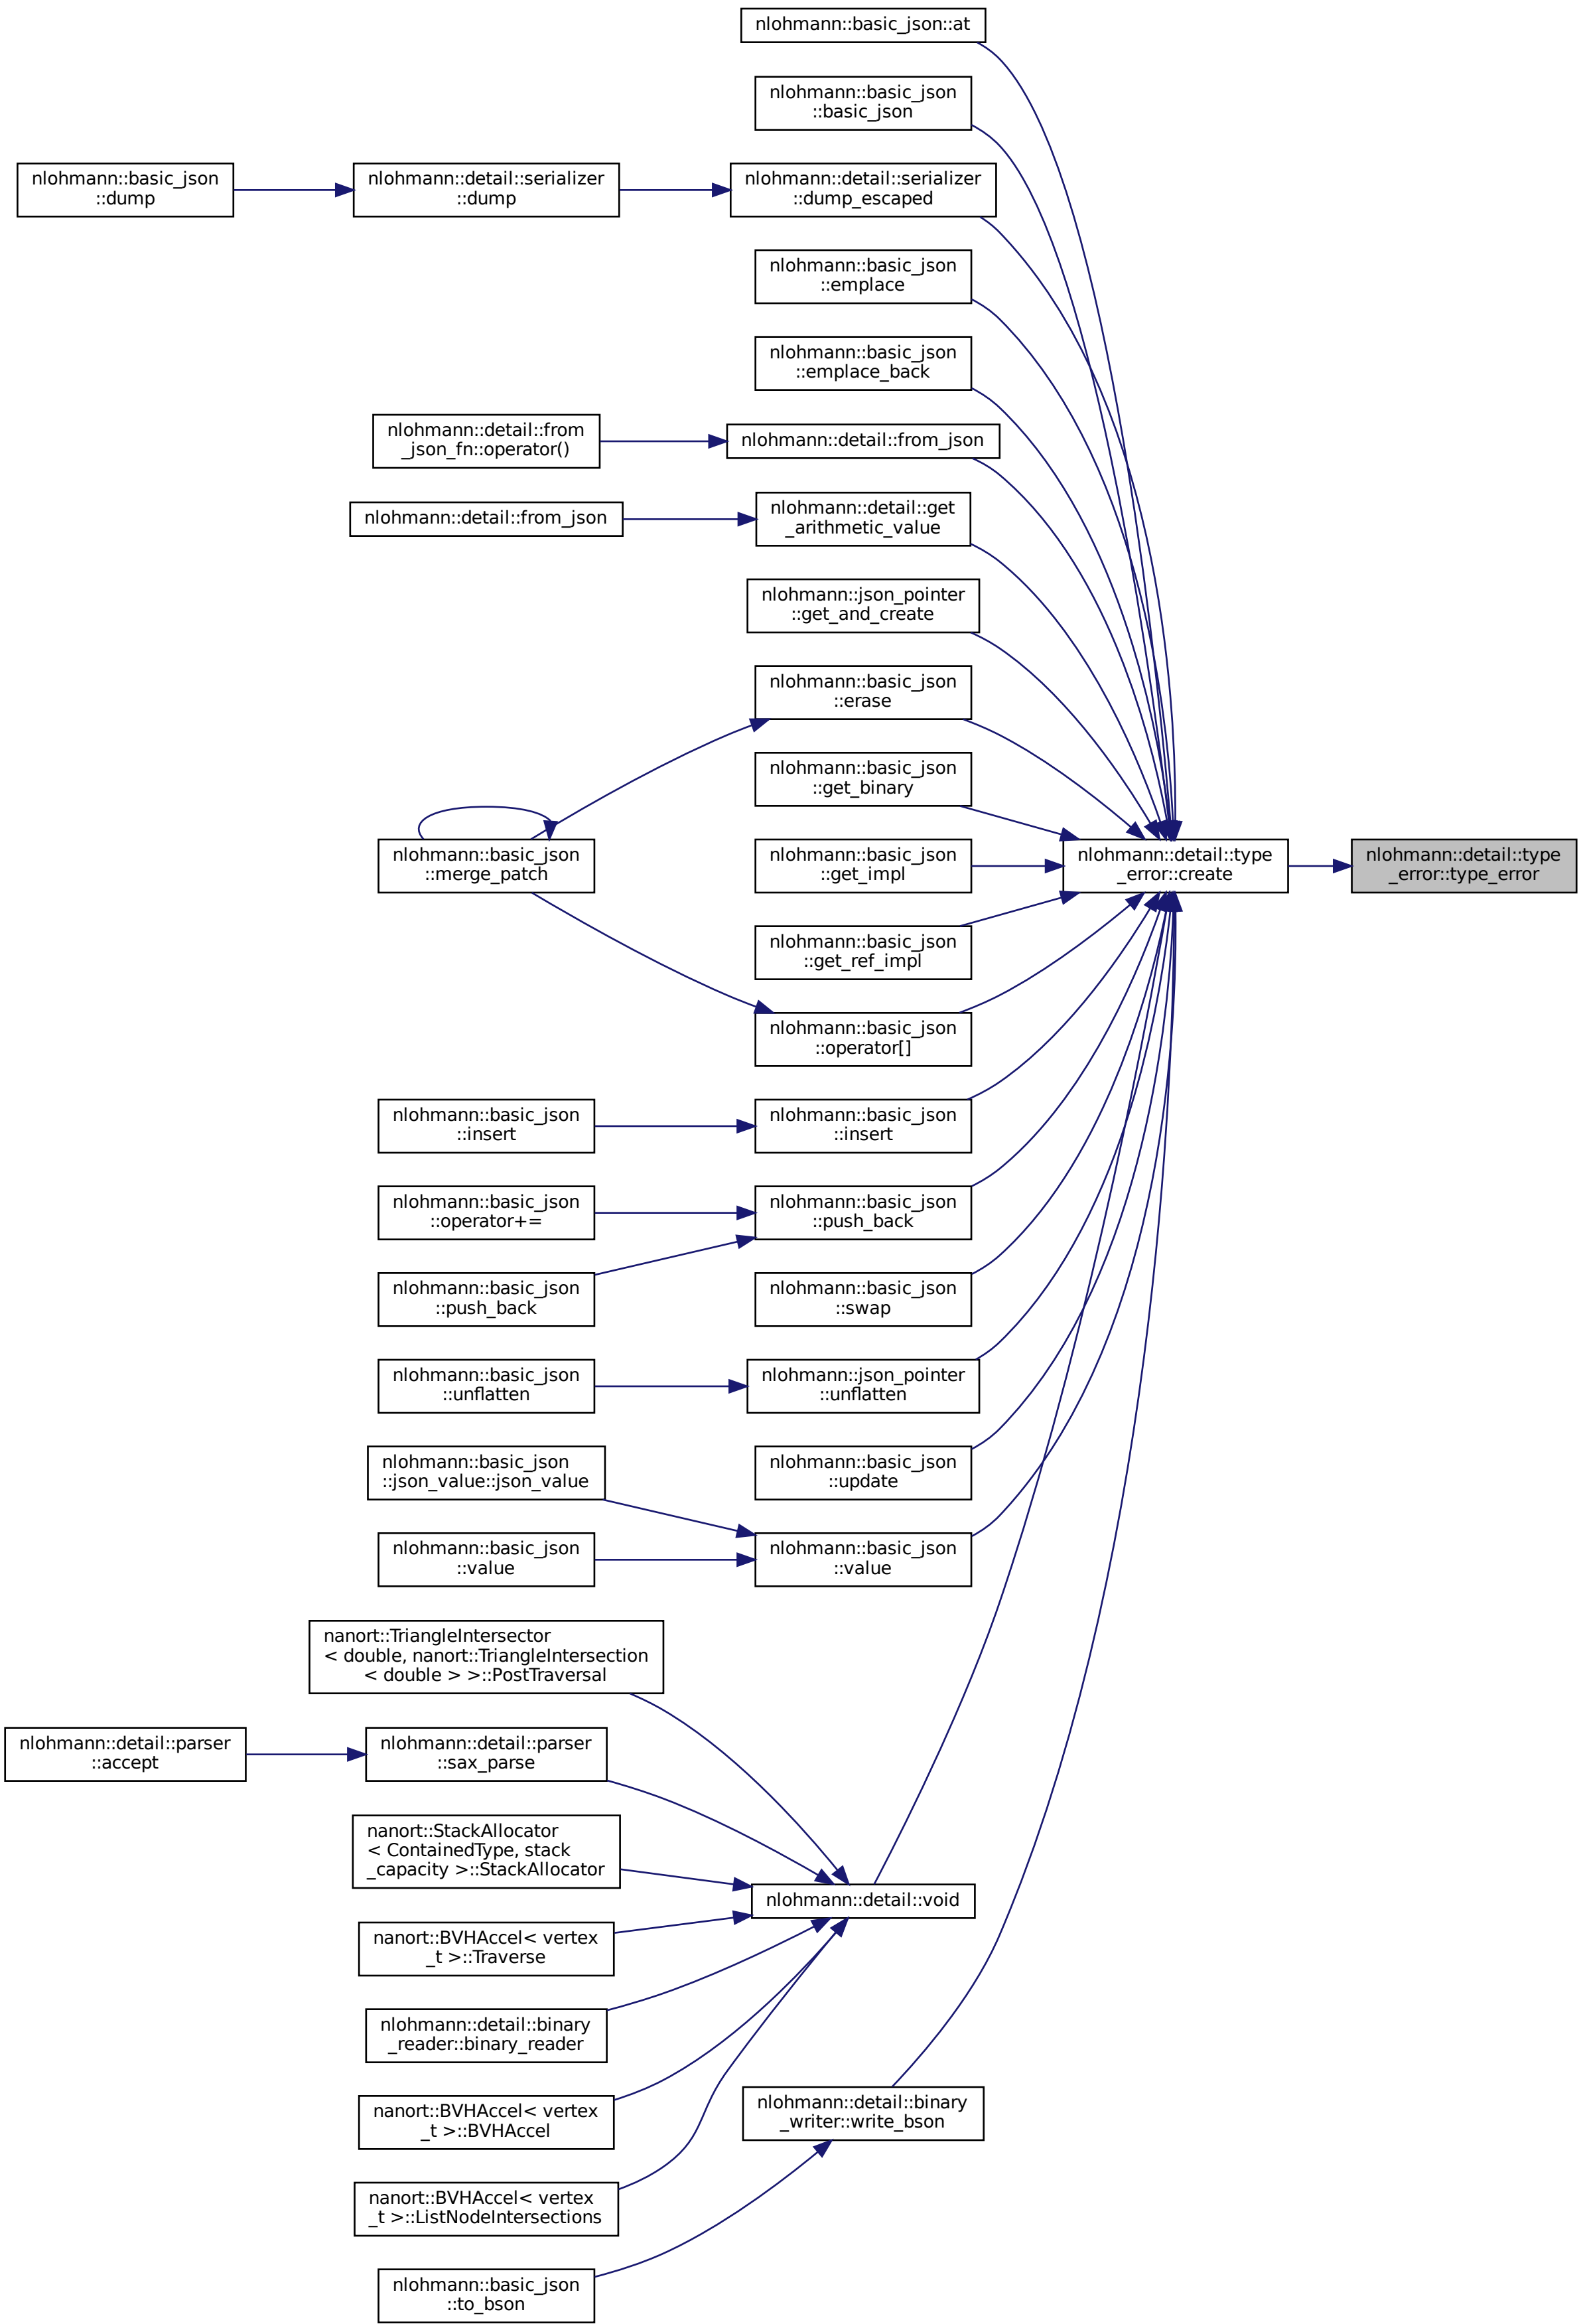 nlohmann::basic_json::at
nlohmann::basic_json
::basic_json
nlohmann::basic_json
::dump
nlohmann::detail::serializer
::dump
nlohmann::detail::serializer
::dump_escaped
nlohmann::basic_json
::emplace
nlohmann::basic_json
::emplace_back
nlohmann::detail::from
_json_fn::operator()
nlohmann::detail::from_json
nlohmann::detail::from_json
nlohmann::detail::get
_arithmetic_value
nlohmann::json_pointer
::get_and_create
nlohmann::basic_json
::erase
nlohmann::basic_json
::get_binary
nlohmann::basic_json
::merge_patch
nlohmann::basic_json
::get_impl
nlohmann::detail::type
_error::create
nlohmann::detail::type
_error::type_error
nlohmann::basic_json
::get_ref_impl
nlohmann::basic_json
::operator[]
nlohmann::basic_json
::insert
nlohmann::basic_json
::insert
nlohmann::basic_json
::operator+=
nlohmann::basic_json
::push_back
nlohmann::basic_json
::push_back
nlohmann::basic_json
::swap
nlohmann::basic_json
::unflatten
nlohmann::json_pointer
::unflatten
nlohmann::basic_json
::json_value::json_value
nlohmann::basic_json
::update
nlohmann::basic_json
::value
nlohmann::basic_json
::value
nanort::TriangleIntersector
< double, nanort::TriangleIntersection
< double > >::PostTraversal
nlohmann::detail::parser
::accept
nlohmann::detail::parser
::sax_parse
nanort::StackAllocator
< ContainedType, stack
_capacity >::StackAllocator
nlohmann::detail::void
nanort::BVHAccel< vertex
_t >::Traverse
nlohmann::detail::binary
_reader::binary_reader
nanort::BVHAccel< vertex
_t >::BVHAccel
nlohmann::detail::binary
_writer::write_bson
nanort::BVHAccel< vertex
_t >::ListNodeIntersections
nlohmann::basic_json
::to_bson